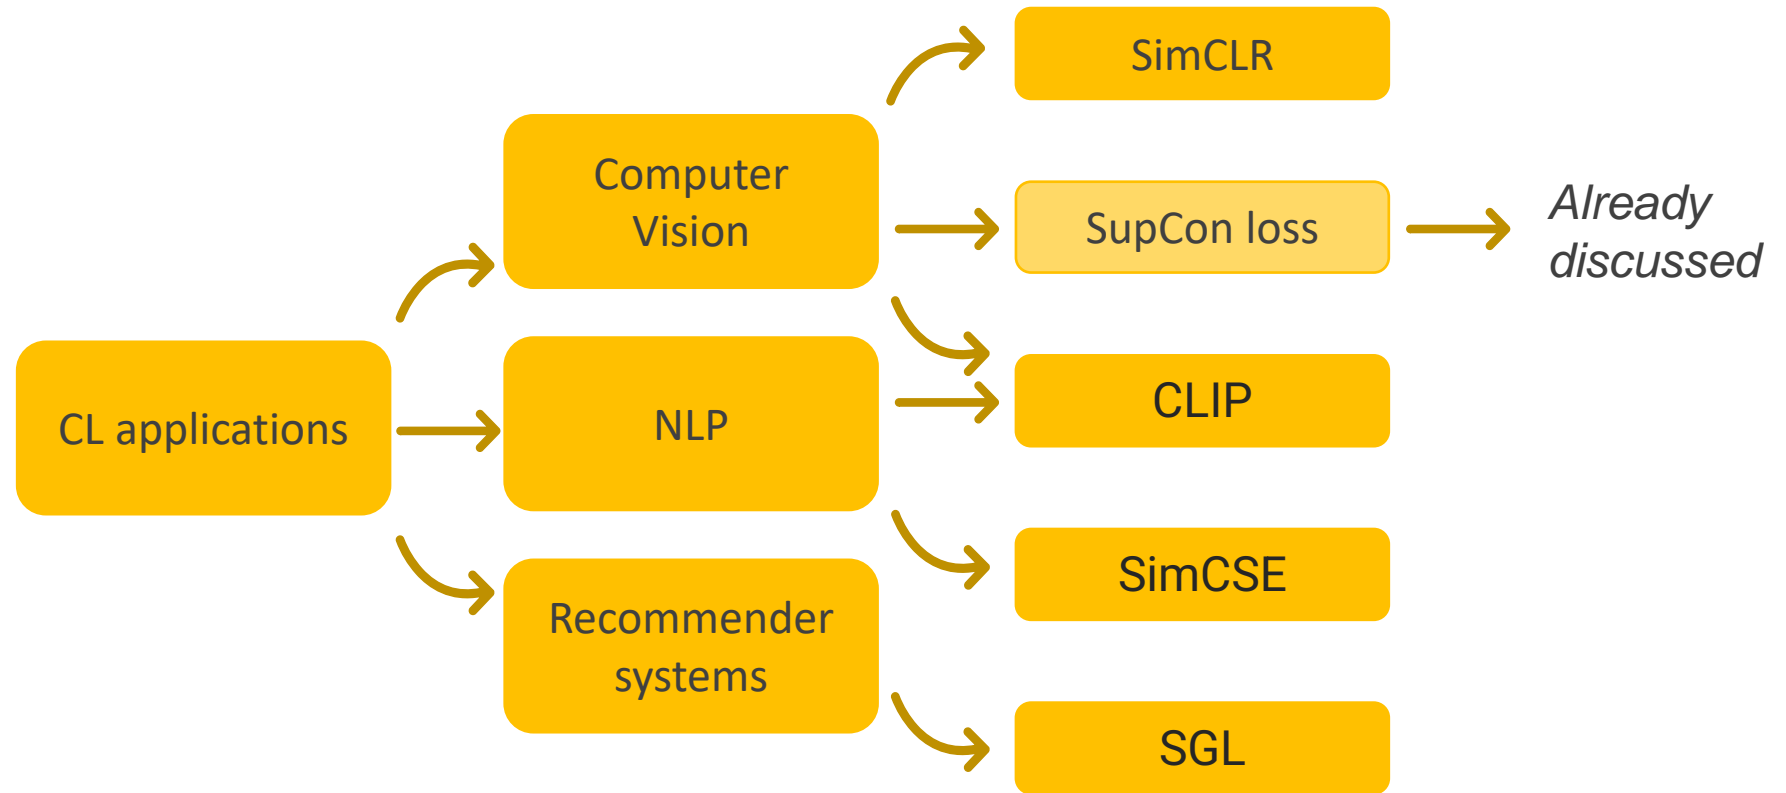 CL applications
Computer
Vision
NLP
Recommender
systems
SimCLR
SupCon loss
CLIP
SimCSE
SGL
Already
discussed